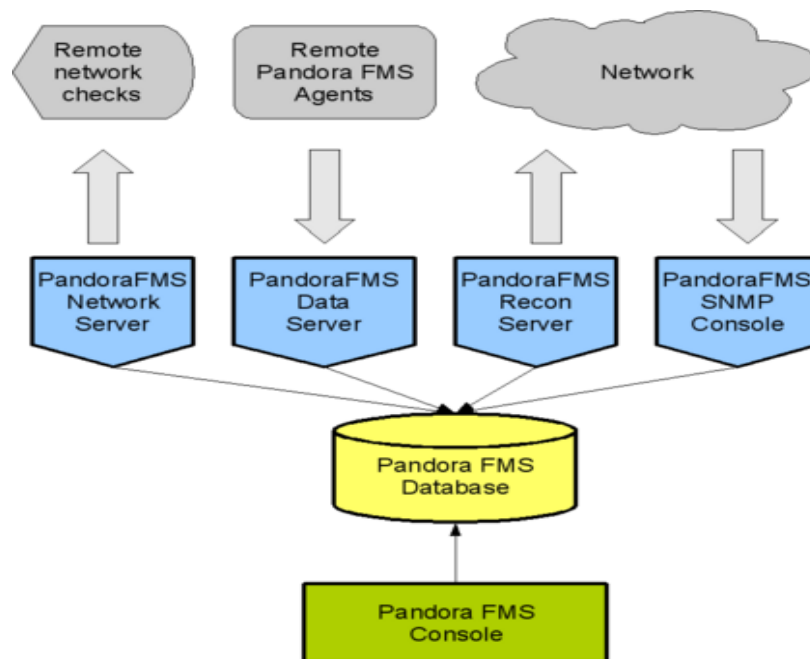 Remote
network
checks
Remote
Pandora FMS
Agents
Network
PandoraFMS
Network
Server
PandoraFMS
Data
Server
PandoraFMS
Recon
Server
PandoraFMS
SNMP
Console
Pandora FMS
Database
Pandora FMS
Console